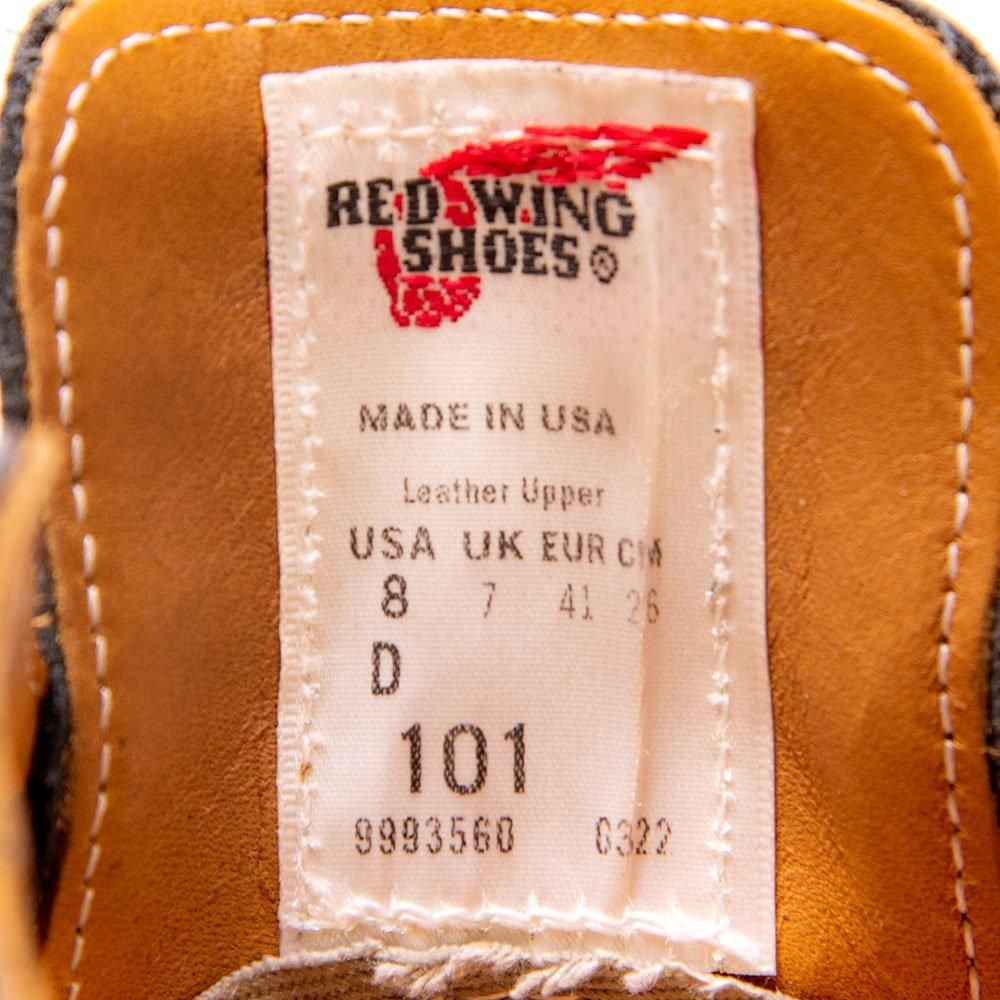 RED WING
SHOES®
MADE IN USA
Leather Upper
USA UK EUR CM
8 7 41 26
D
101
9993560 0322